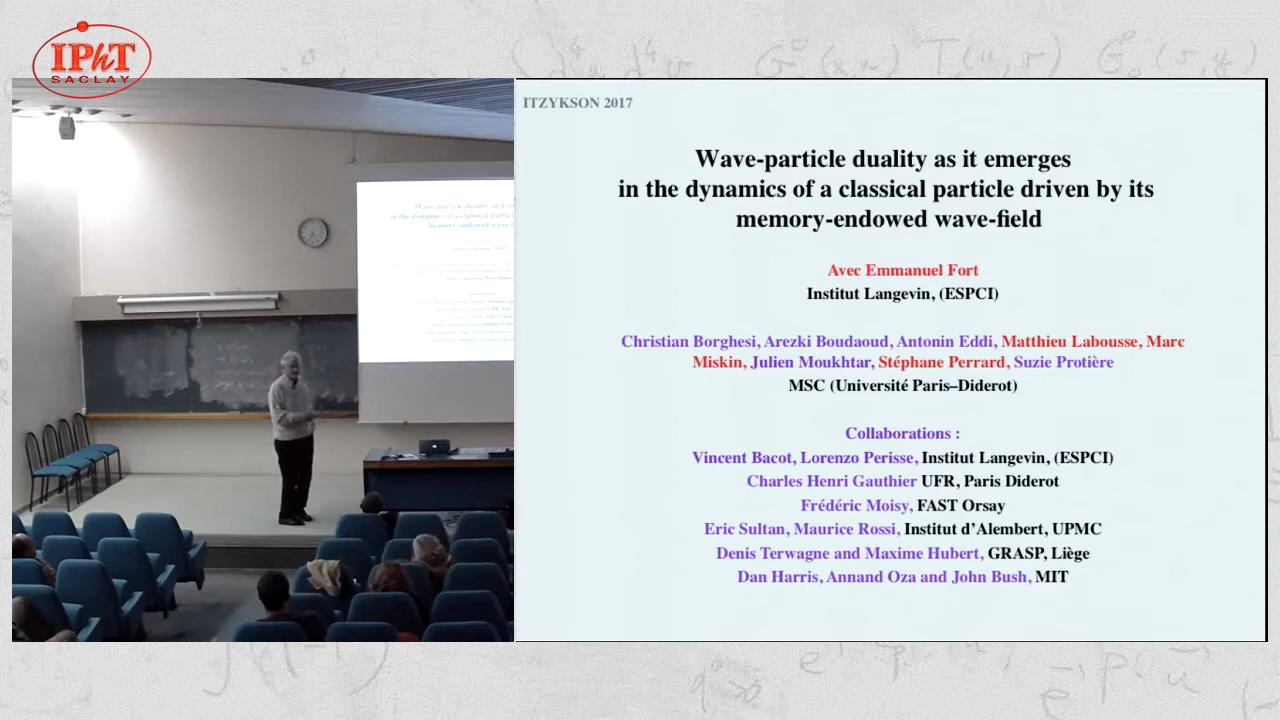 IPhT
SACLAY
ITZYKSON 2017
Wave-particle duality as it emerges
in the dynamics of a classical particle driven by its
memory-endowed wave-field
Avec Emmanuel Fort
Institut Langevin, (ESPCI)
Christian Borghesi, Arezki Boudaoud, Antonin Eddi, Matthieu Labousse, Marc
Miskin, Julien Moukhtar, Stéphane Perrard, Suzie Protière
MSC (Université Paris–Diderot)
Collaborations :
Vincent Bacot, Lorenzo Perisse, Institut Langevin, (ESPCI)
Charles Henri Gauthier UFR, Paris Diderot
Frédéric Moisy, FAST Orsay
Eric Sultan, Maurice Rossi, Institut d'Alembert, UPMC
Denis Terwagne and Maxime Hubert, GRASP, Liège
Dan Harris, Annand Oza and John Bush, MIT